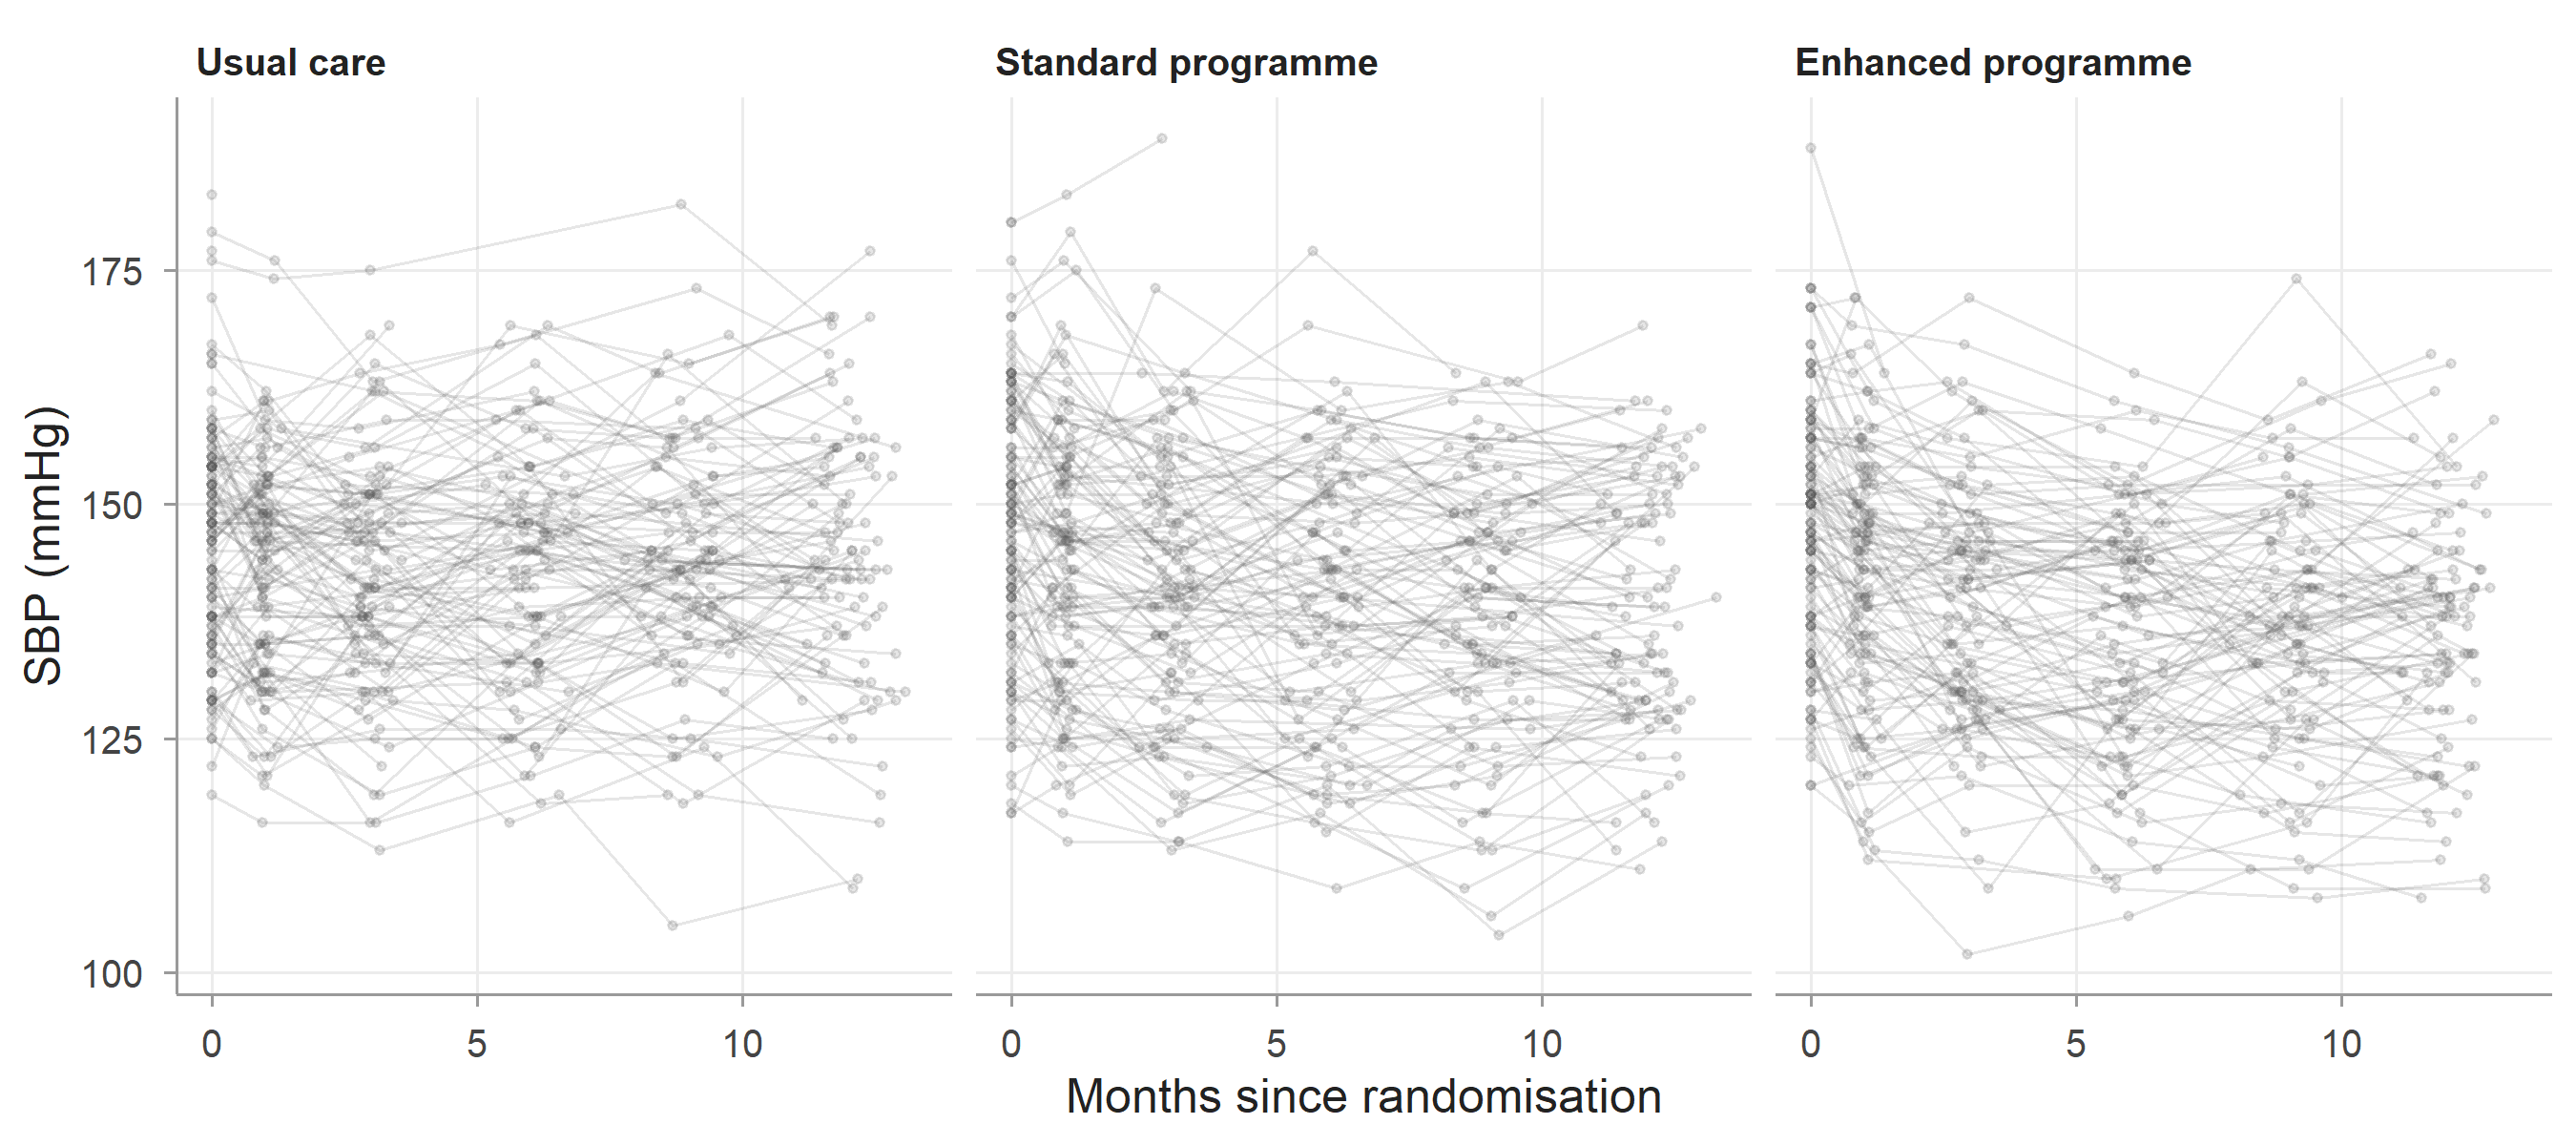 Usual care
Standard programme
Enhanced programme
SBP (mmHg)
175
150
125
100
0 5 10
0 5 10
0 5 10
Months since randomisation